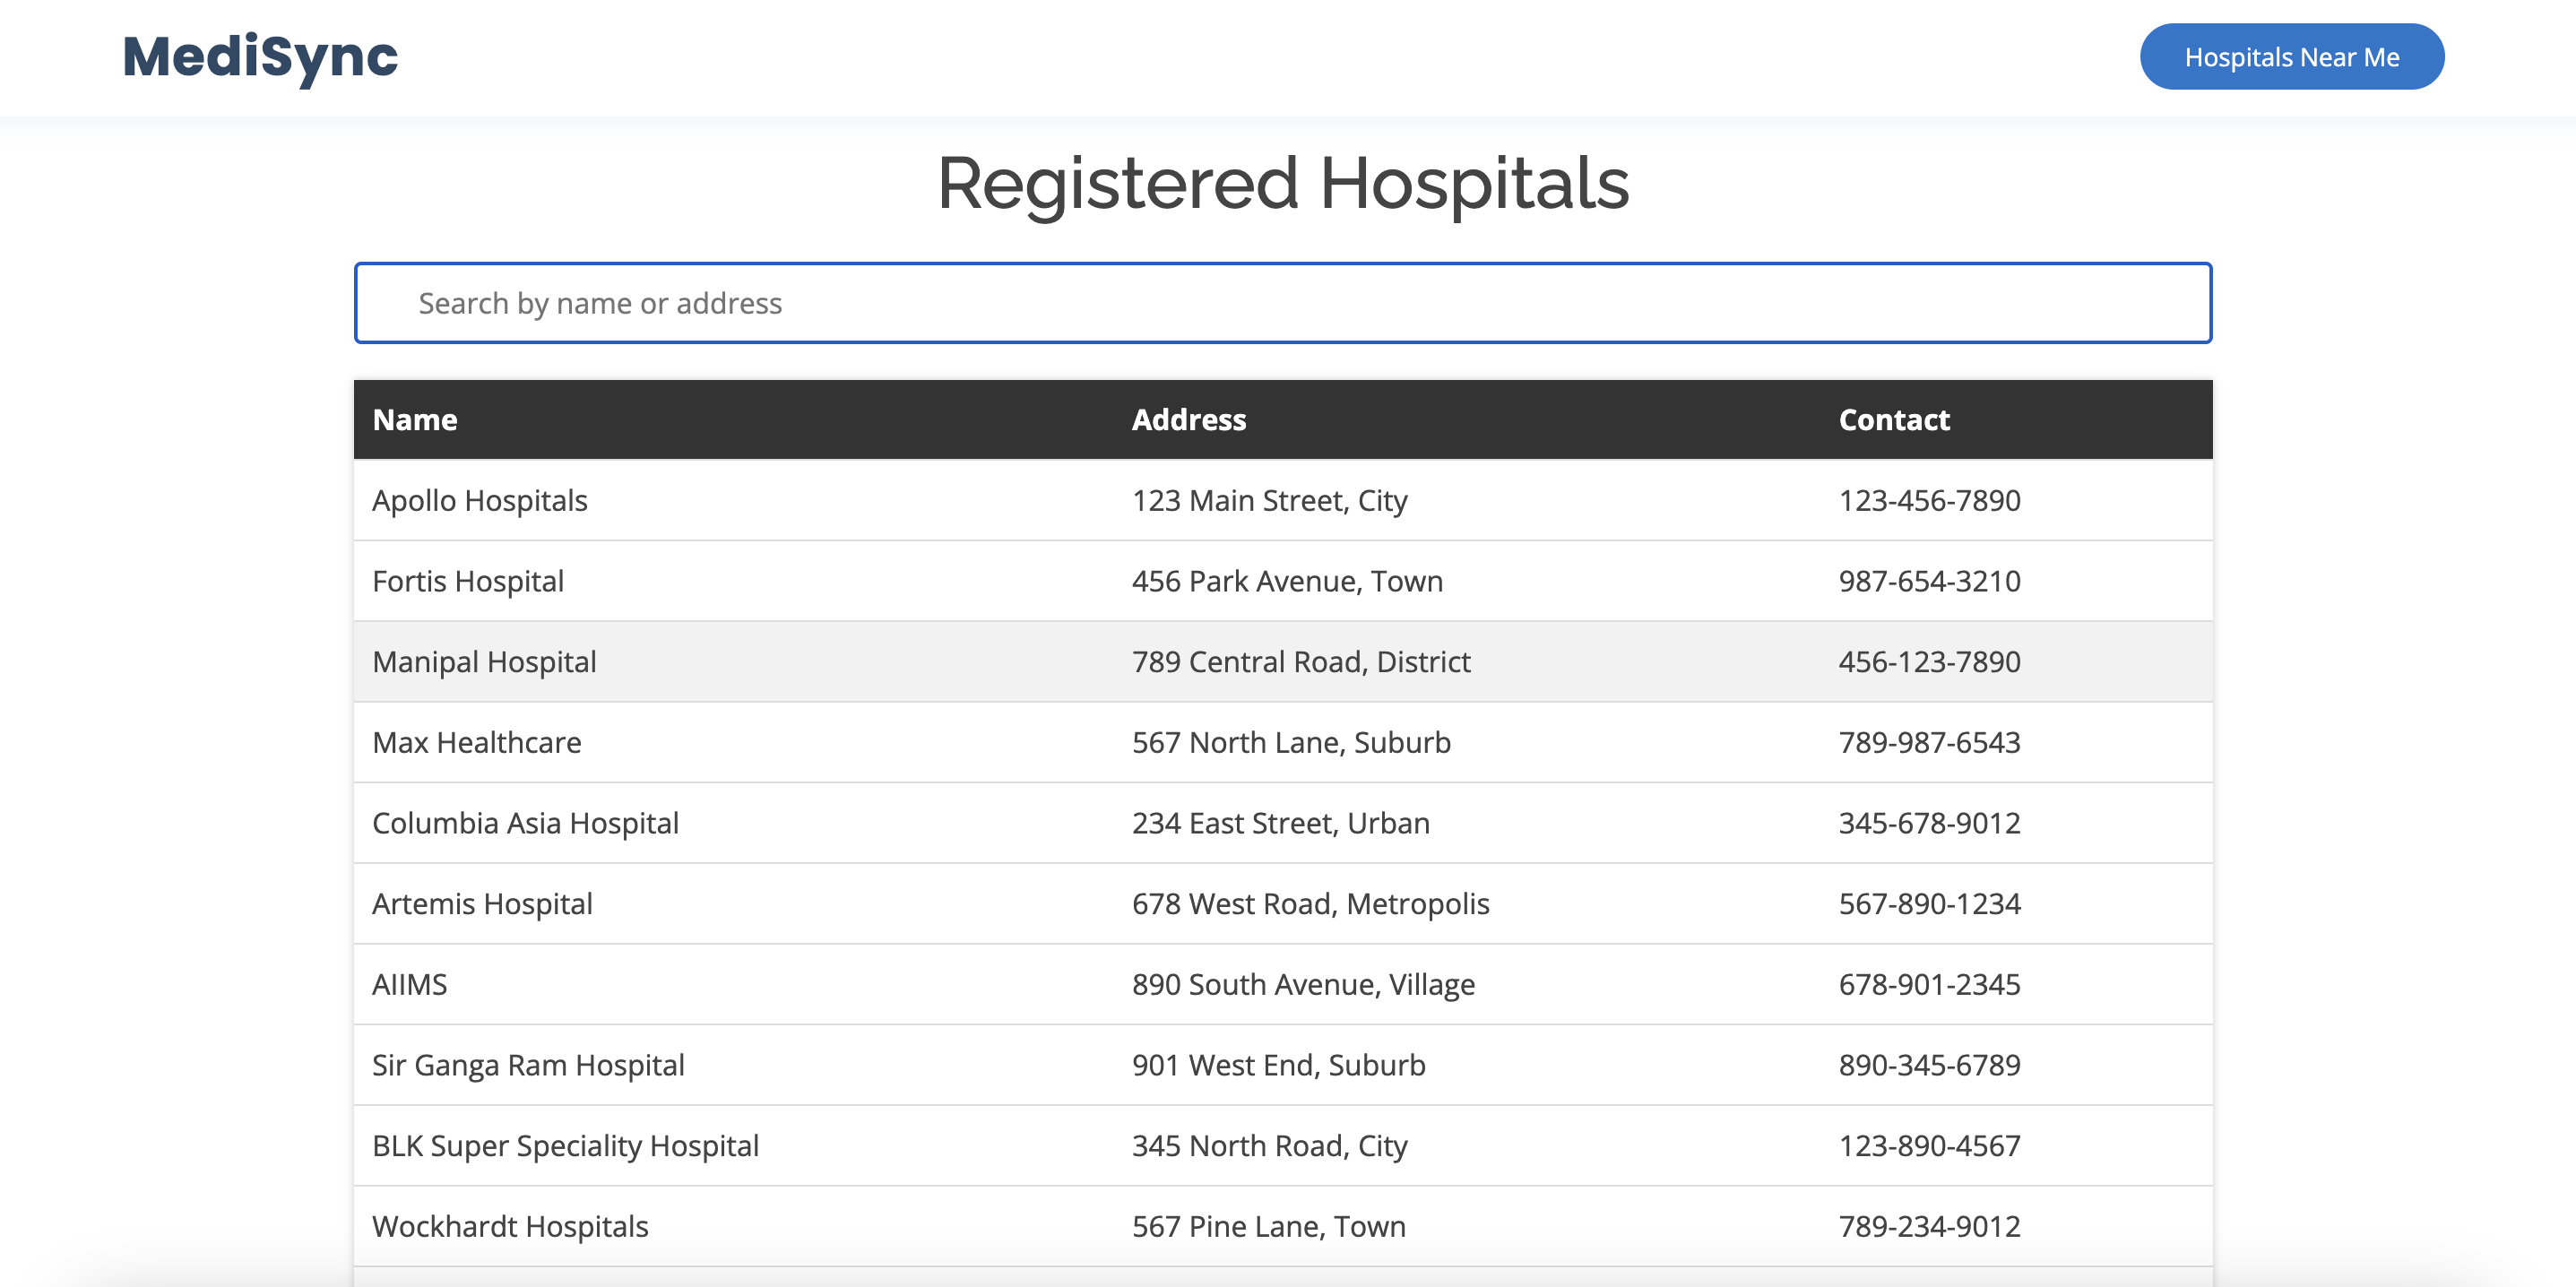 MediSync
Hospitals Near Me
Registered Hospitals
Search by name or address
Name Address Contact
Apollo Hospitals 123 Main Street, City 123-456-7890
Fortis Hospital 456 Park Avenue, Town 987-654-3210
Manipal Hospital 789 Central Road, District 456-123-7890
Max Healthcare 567 North Lane, Suburb 789-987-6543
Columbia Asia Hospital 234 East Street, Urban 345-678-9012
Artemis Hospital 678 West Road, Metropolis 567-890-1234
AIIMS 890 South Avenue, Village 678-901-2345
Sir Ganga Ram Hospital 901 West End, Suburb 890-345-6789
BLK Super Speciality Hospital 345 North Road, City 123-890-4567
Wockhardt Hospitals 567 Pine Lane, Town 789-234-9012